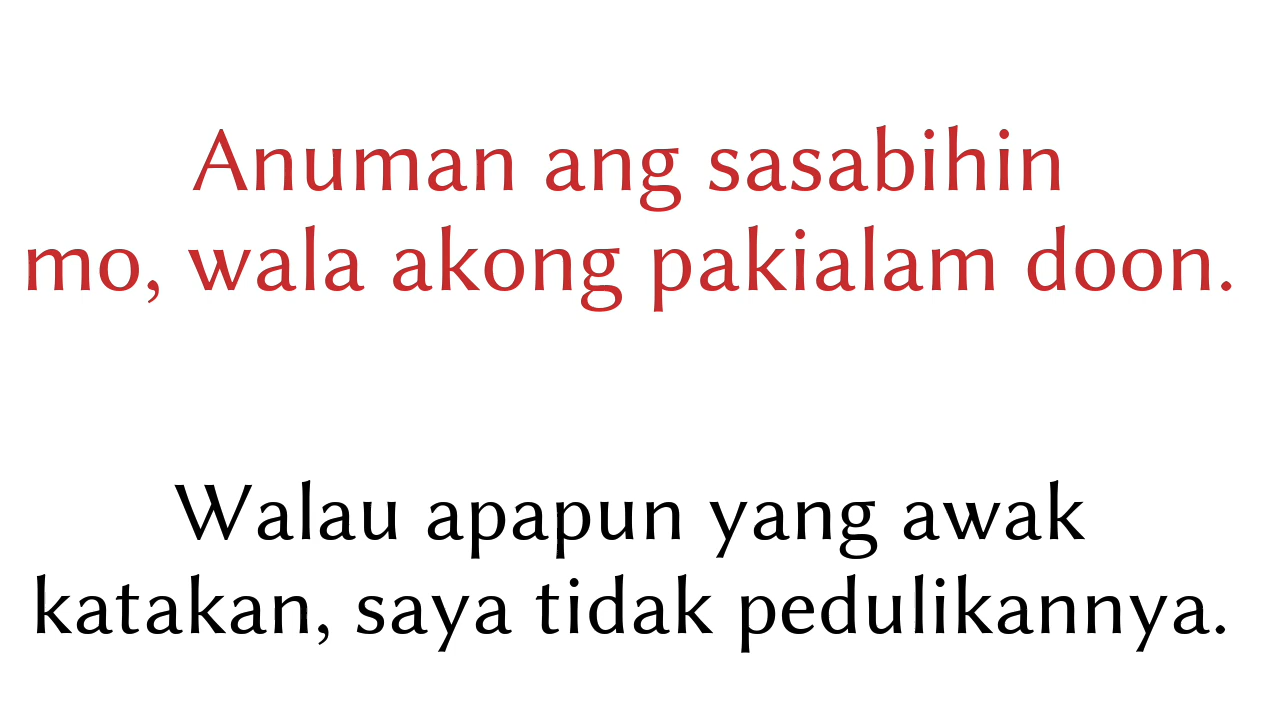 Anuman ang sasabihin
mo, wala akong pakialam doon.
Walau apapun yang awak
katakan, saya tidak pedulikannya.